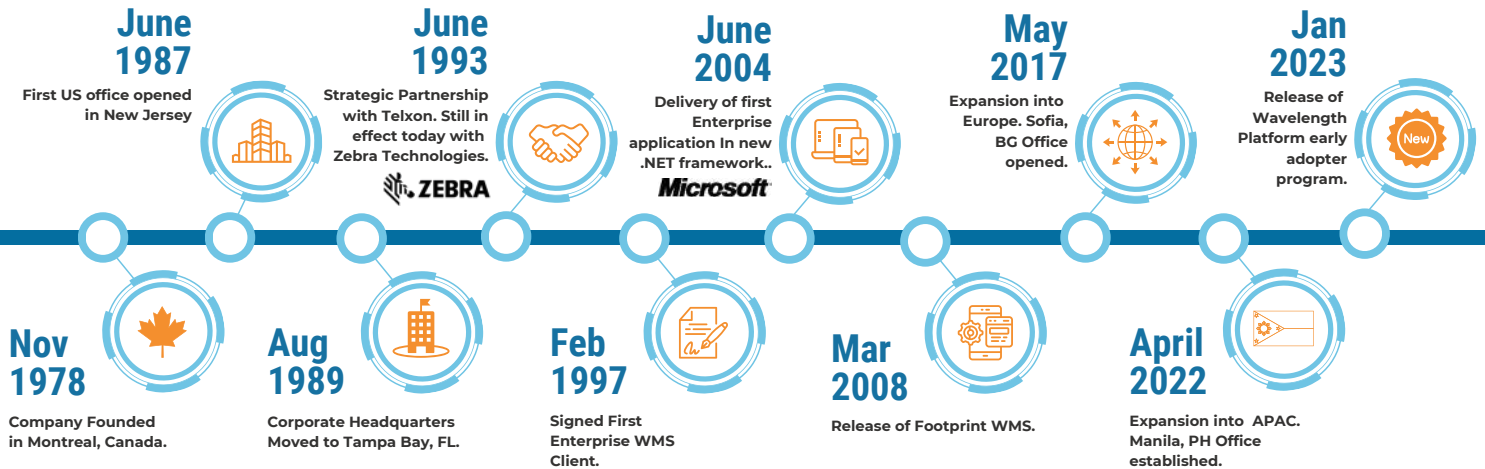 June
1987
First US office opened
in New Jersey
June
1993
Strategic Partnership
with Telxon. Still in
effect today with
Zebra Technologies.
ZEBRA
June
2004
Delivery of first
Enterprise
application In new
.NET framework..
Microsoft
May
2017
Expansion into
Europe. Sofia,
BG Office
opened.
Jan
2023
Release of
Wavelength
Platform early
adopter
program.
New
Nov
1978
Company Founded
in Montreal, Canada.
Aug
1989
Corporate Headquarters
Moved to Tampa Bay, FL.
Feb
1997
Signed First
Enterprise WMS
Client.
Mar
2008
Release of Footprint WMS.
April
2022
Expansion into APAC.
Manila, PH Office
established.